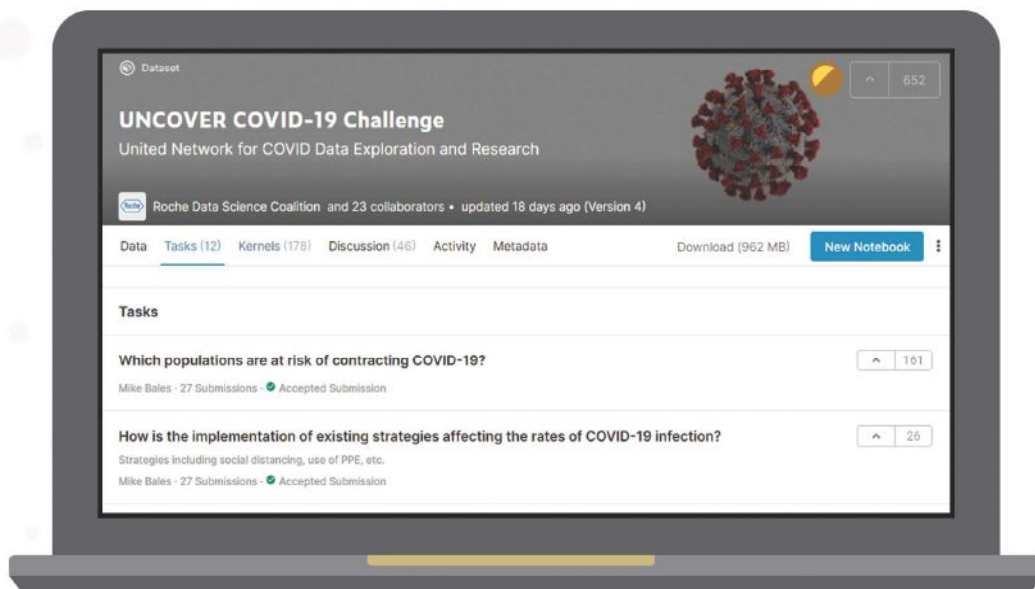 Dataset
652
UNCOVER COVID-19 Challenge
United Network for COVID Data Exploration and Research
Roche
Roche Data Science Coalition and 23 collaborators • updated 18 days ago (Version 4)
Data Tasks (12) Kernels (178) Discussion (46) Activity Metadata Download (962 MB) New Notebook
Tasks
Which populations are at risk of contracting COVID-19?
161
Mike Bales · 27 Submissions · Accepted Submission
How is the implementation of existing strategies affecting the rates of COVID-19 infection?
26
Strategies including social distancing, use of PPE, etc.
Mike Bales · 27 Submissions · Accepted Submission